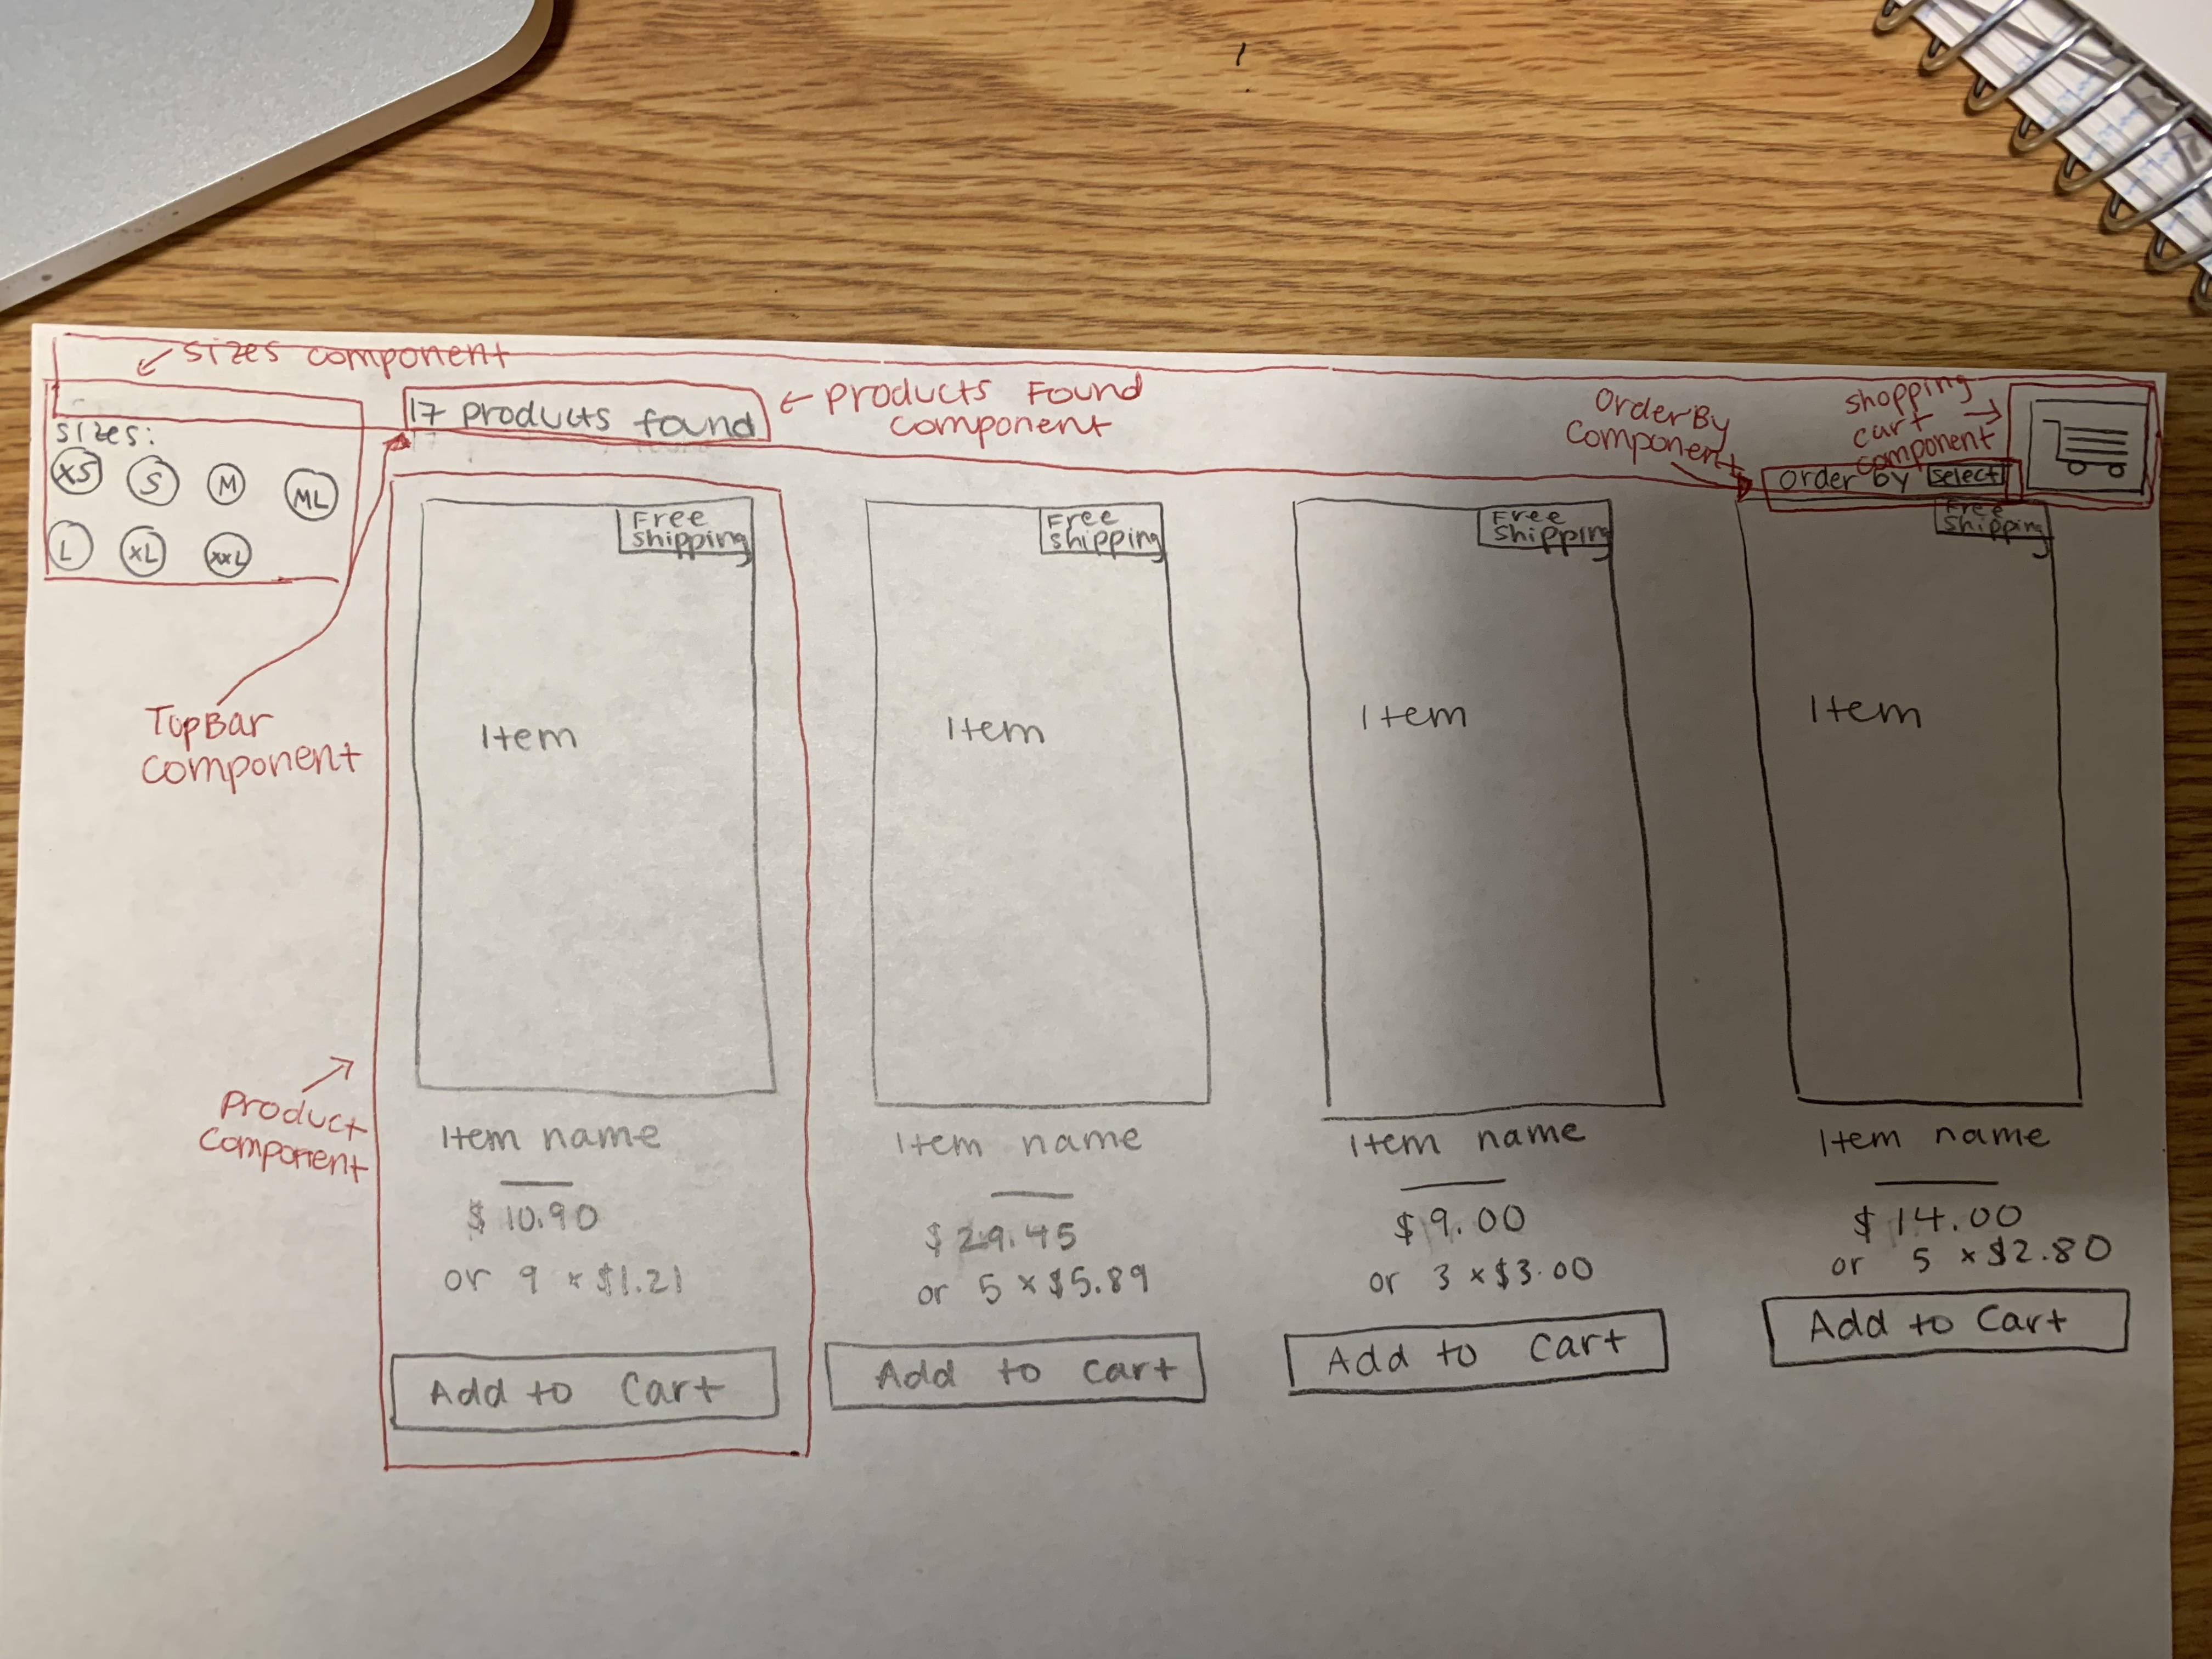 sizes component
17 products found
products Found
component
OrderBy
Component
shopping
cart
component
order by select
sizes:
XS S M ML
L XL XXL
TopBar
component
Product
component
Free
shipping
Item
Item name
$ 10.90
or 9 x $1.21
Add to Cart
Free
shipping
Item
Item name
$ 29.45
or 5 x $5.89
Add to cart
Free
shipping
Item
Item name
$ 9.00
or 3 x $3.00
Add to cart
Free
shipping
Item
Item name
$ 14.00
or 5 x $2.80
Add to Cart